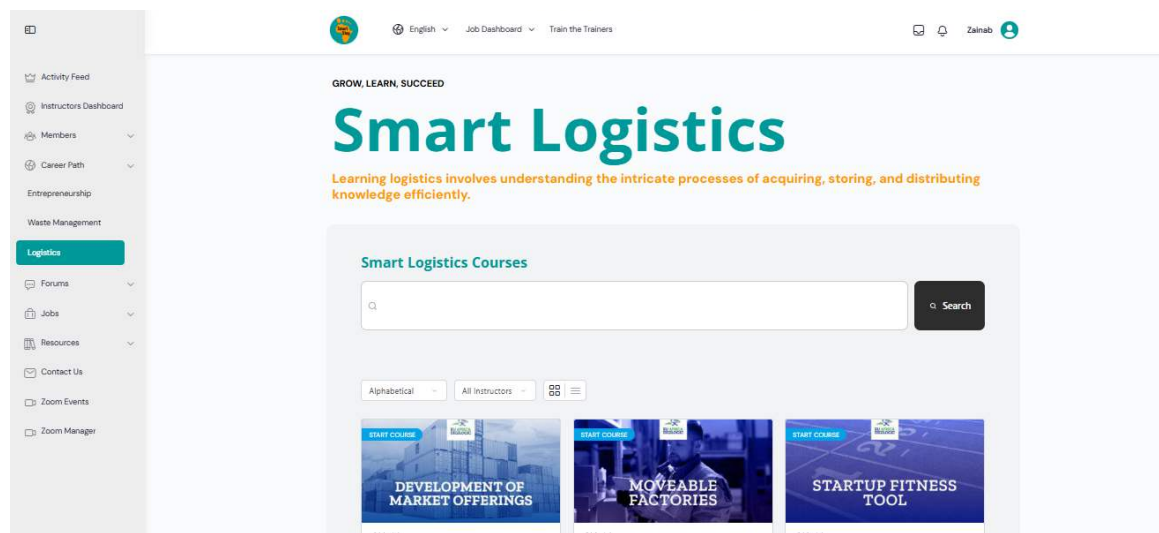 English
Job Dashboard
Train the Trainers
Zainab
Activity Feed
Instructors Dashboard
Members
Career Path
Entrepreneurship
Waste Management
Logistics
Forums
Jobs
Resources
Contact Us
Zoom Events
Zoom Manager
GROW, LEARN, SUCCEED
Smart Logistics
Learning logistics involves understanding the intricate processes of acquiring, storing, and distributing
knowledge efficiently.
Smart Logistics Courses
Search
Alphabetical
All Instructors
START COURSE
DEVELOPMENT OF
MARKET OFFERINGS
START COURSE
MOVEABLE
FACTORIES
START COURSE
STARTUP FITNESS
TOOL